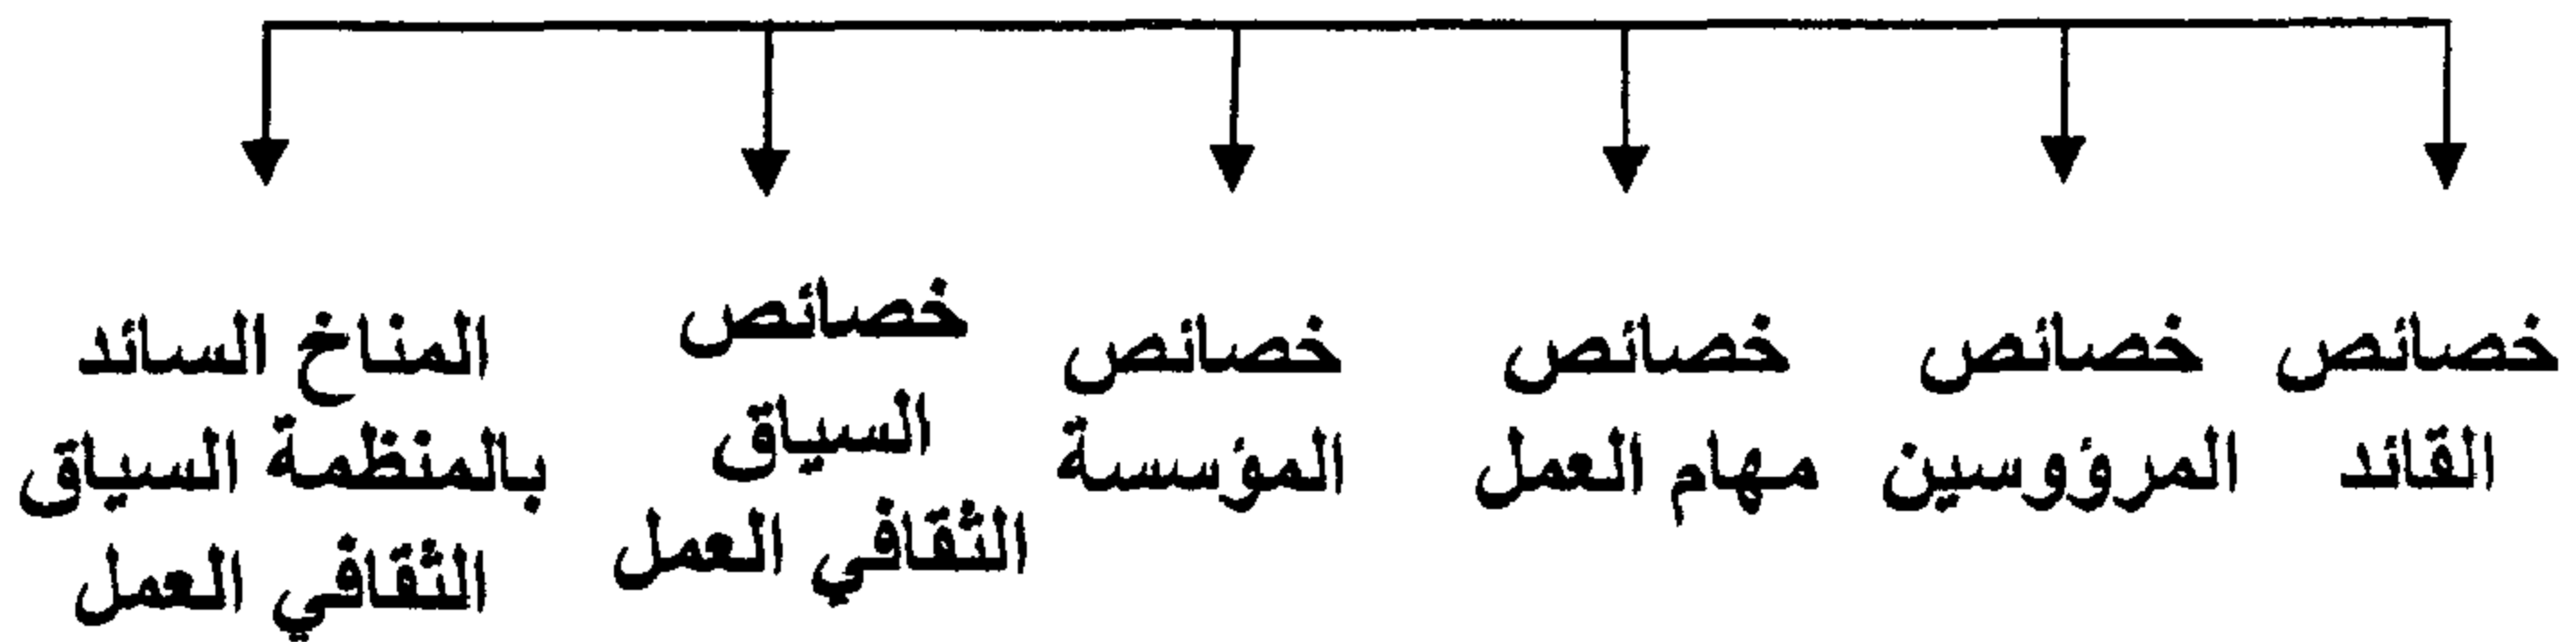 خصائص
القائد
خصائص
المرؤوسين
خصائص
مهام العمل
خصائص
المؤسسة
خصائص
السياق
الثقافي العمل
المناخ السائد
بالمنظمة السياق
الثقافي العمل